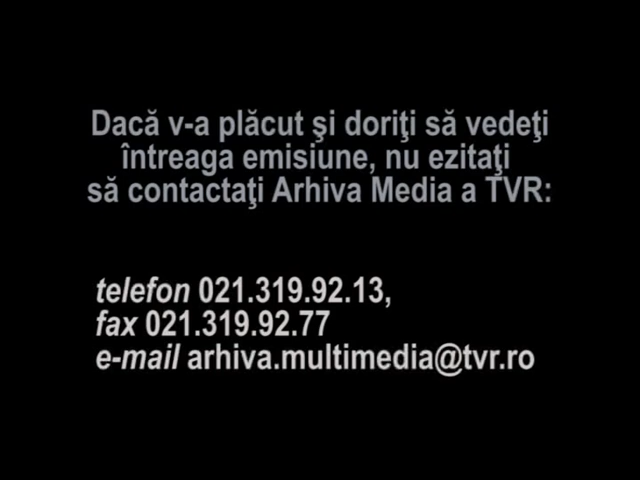 Dacă v-a plăcut şi doriţi să vedeţi
întreaga emisiune, nu ezitaţi
să contactaţi Arhiva Media a TVR:
telefon 021.319.92.13,
fax 021.319.92.77
e-mail arhiva.multimedia@tvr.ro